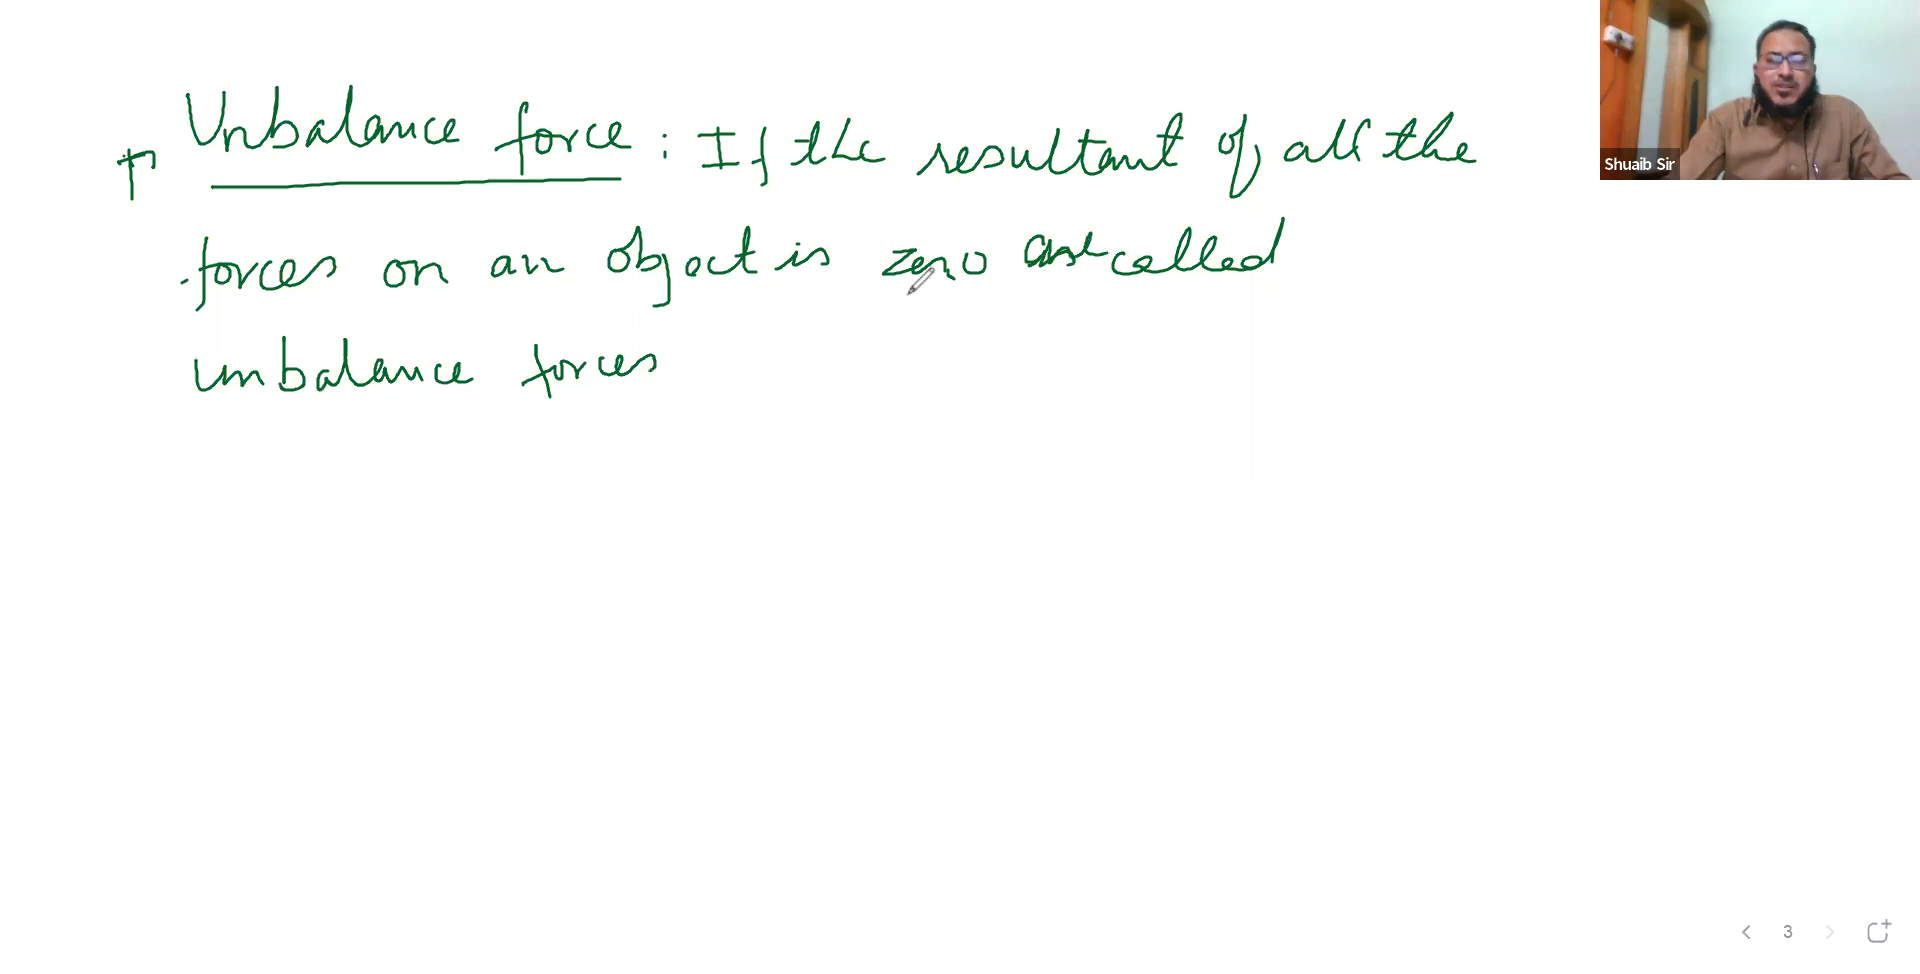 Unbalance force : If the resultant of all the
forces on an object is zero are called
unbalance forces
Shuaib Sir
3